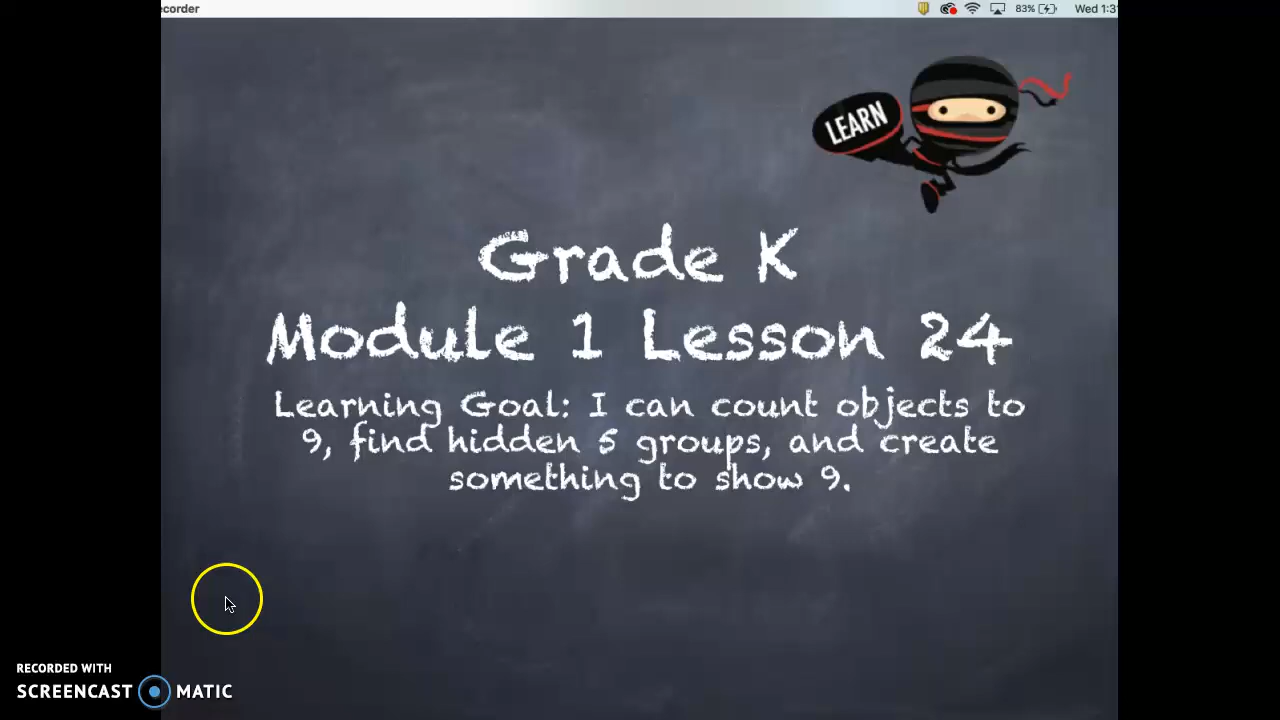 ecorder 83% Wed 1:3
LEARN
Grade K
Module 1 Lesson 24
Learning Goal: I can count objects to
9, find hidden 5 groups, and create
something to show 9.
RECORDED WITH
SCREENCAST MATIC